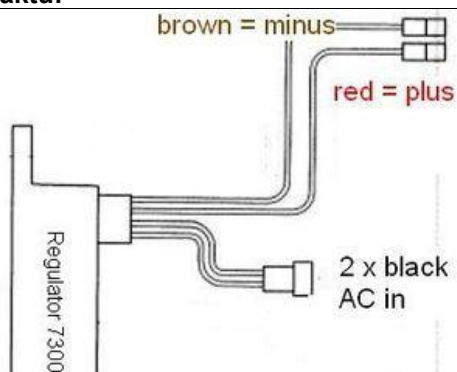 brown = minus
red = plus
2 x black
AC in
Regulator 7300